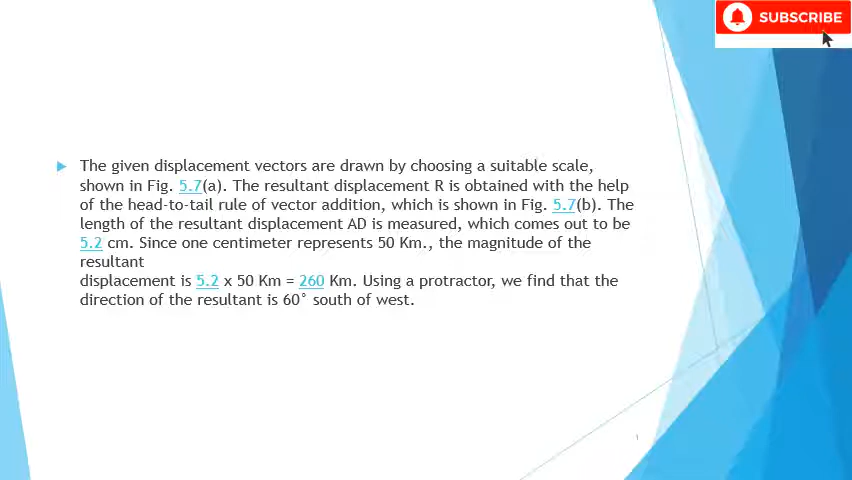 SUBSCRIBE
The given displacement vectors are drawn by choosing a suitable scale,
shown in Fig. 5.7(a). The resultant displacement R is obtained with the help
of the head-to-tail rule of vector addition, which is shown in Fig. 5.7(b). The
length of the resultant displacement AD is measured, which comes out to be
5.2 cm. Since one centimeter represents 50 Km., the magnitude of the
resultant
displacement is 5.2 x 50 Km = 260 Km. Using a protractor, we find that the
direction of the resultant is 60° south of west.
1